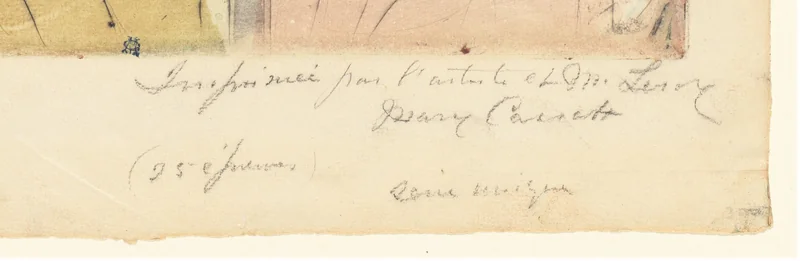 Imprimée par l'artiste et M. Leroy
Mary Cassatt
(25 épreuves)
Série unique